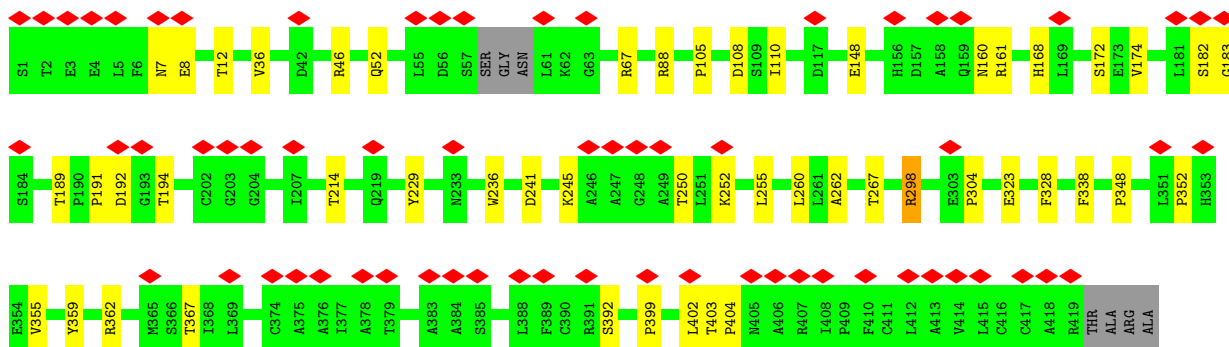 S1 T2 E3 E4 L5 F6 N7 E8 T12 V36 D42 R46 Q52 L55 D56 S57 SER GLY ASN L61 K62 G63 R67 R88 P105 D108 S109 I110 D117 E148 H156 D157 A158 Q159 N160 R161 H168 L169 S172 E173 V174 L181 S182 G183
S184 T189 P190 P191 D192 G193 T194 C202 G203 G204 I207 T214 Q219 Y229 N233 W236 D241 K245 A246 A247 G248 A249 T250 L251 K252 L255 L260 L261 A262 T267 R298 E303 P304 E323 F328 F338 P348 L351 P352 H353
E354 V355 Y359 R362 M365 S366 T367 I368 L369 C374 A375 A376 I377 A378 T379 A383 A384 S385 L388 F389 C390 R391 S392 P399 L402 T403 P404 N405 A406 R407 I408 P409 F410 C411 L412 A413 V414 L415 C416 C417 A418 R419 THR ALA ARG ALA